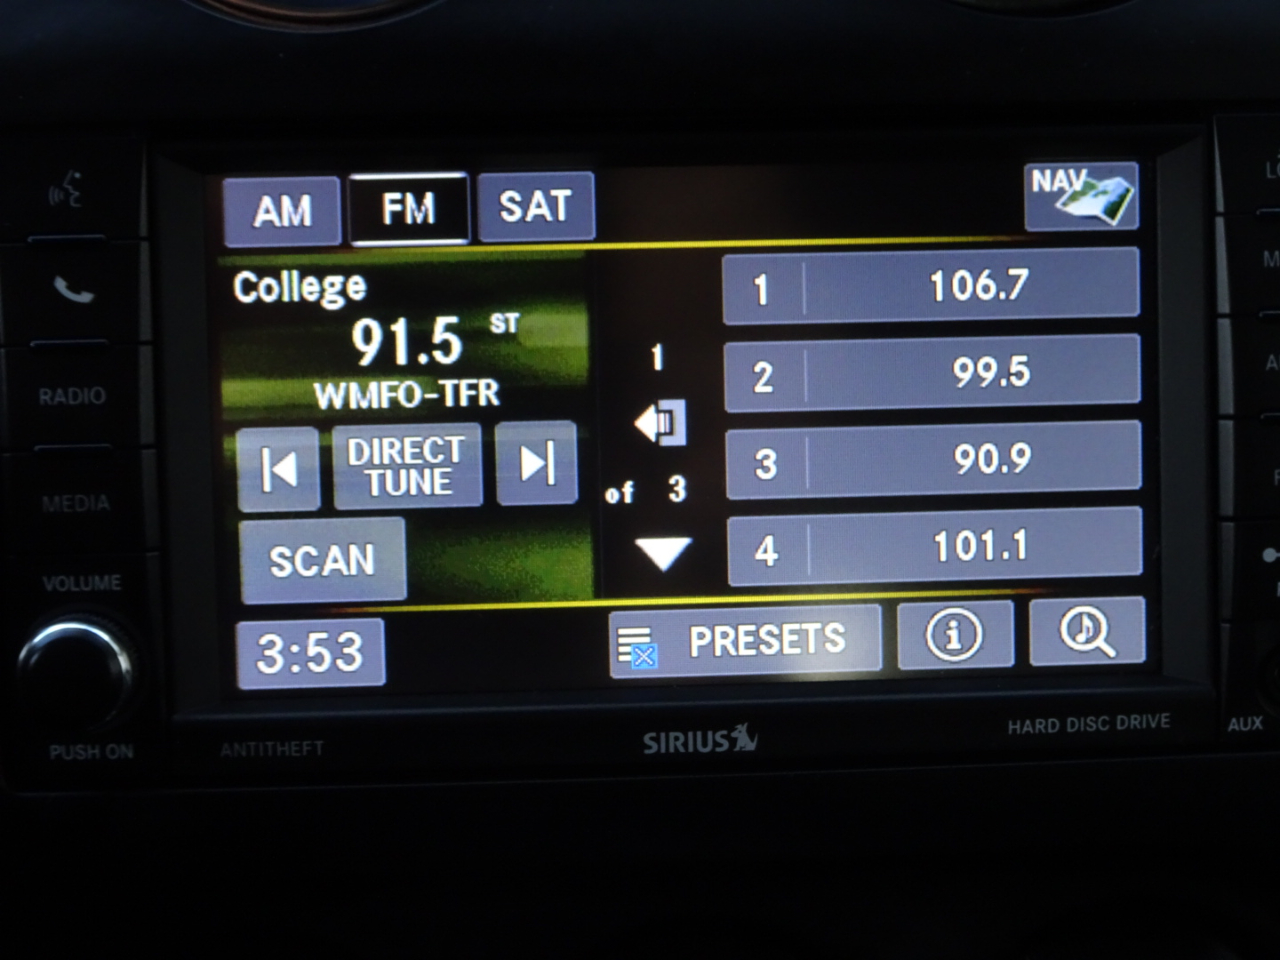 AM FM SAT NAV
College
91.5 ST
WMFO-TFR
DIRECT
TUNE
SCAN
3:53
1
of 3
1 106.7
2 99.5
3 90.9
4 101.1
PRESETS
RADIO
MEDIA
VOLUME
PUSH ON
ANTITHEFT
SIRIUS
HARD DISC DRIVE
AUX